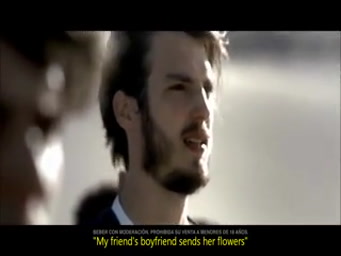 BEBER CON MODERACIÓN. PROHIBIDA SU VENTA A MENORES DE 18 AÑOS.
"My friend's boyfriend sends her flowers"